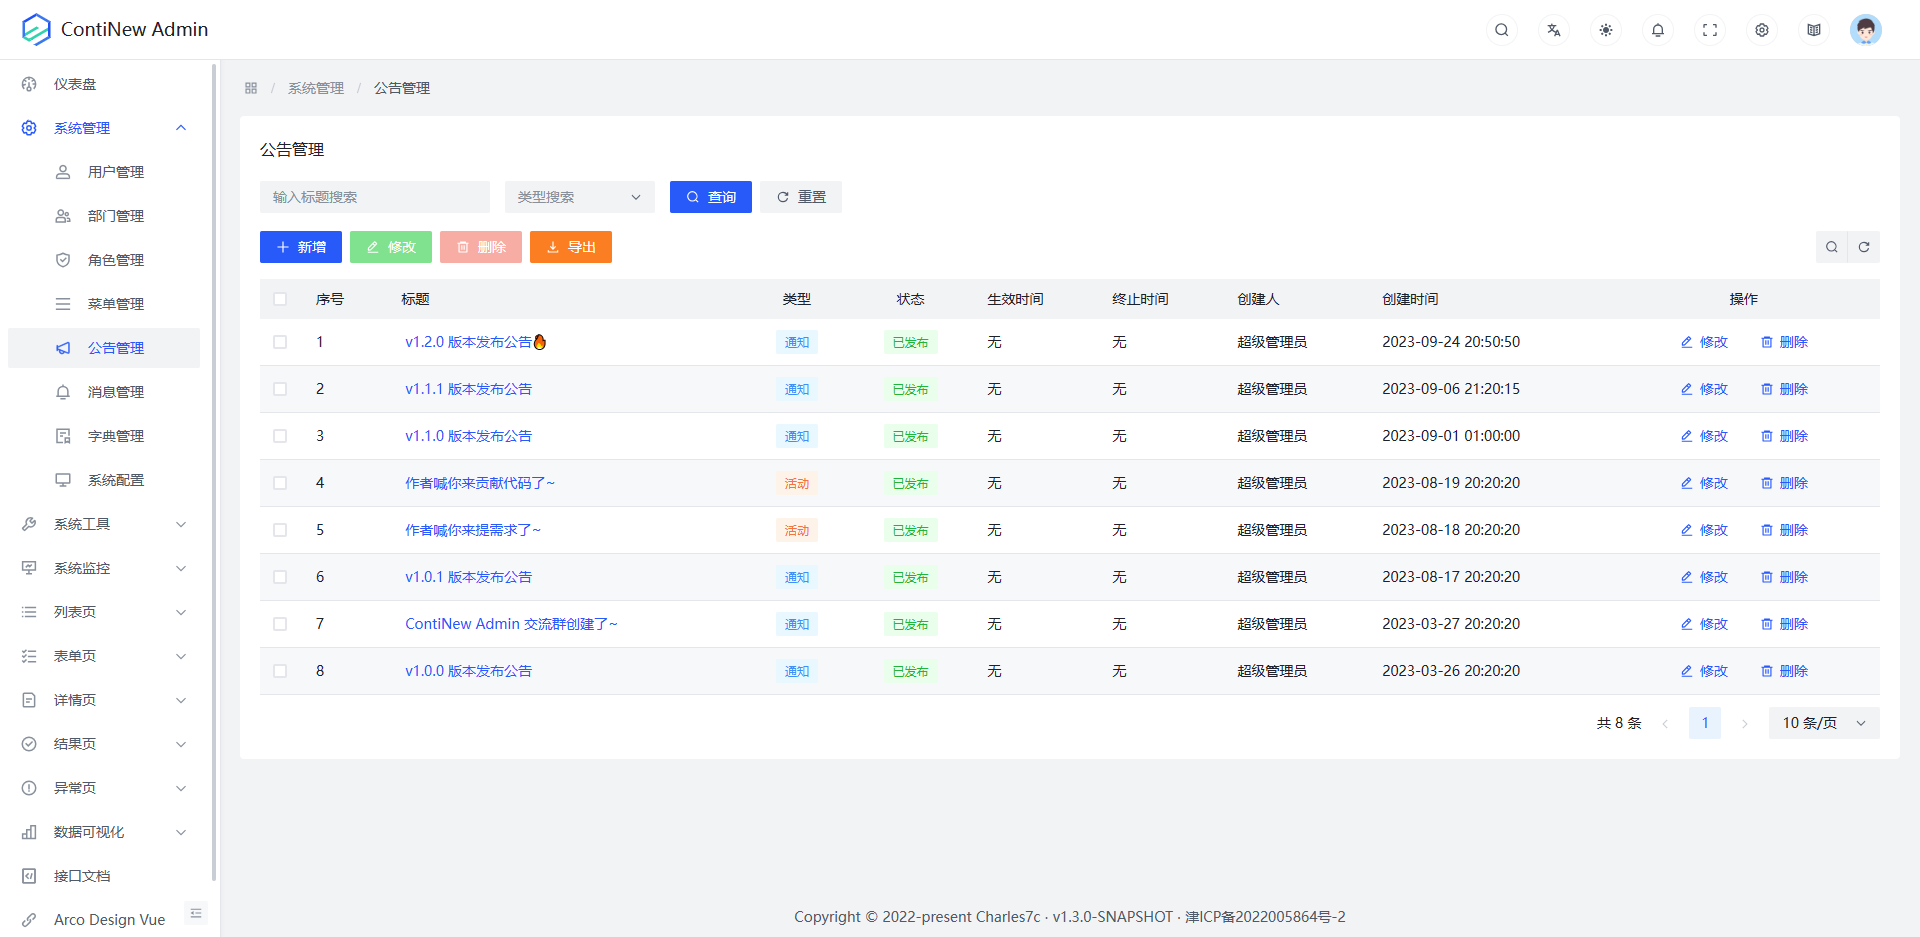 ContiNew Admin
仪表盘
系统管理
用户管理
部门管理
角色管理
菜单管理
公告管理
消息管理
字典管理
系统配置
系统工具
系统监控
列表页
表单页
详情页
结果页
异常页
数据可视化
接口文档
Arco Design Vue
/ 系统管理 / 公告管理
公告管理
输入标题搜索 类型搜索 查询 重置
新增 修改 删除 导出
序号 标题 类型 状态 生效时间 终止时间 创建人 创建时间 操作
1 v1.2.0 版本发布公告🔥 通知 已发布 无 无 超级管理员 2023-09-24 20:50:50 修改 删除
2 v1.1.1 版本发布公告 通知 已发布 无 无 超级管理员 2023-09-06 21:20:15 修改 删除
3 v1.1.0 版本发布公告 通知 已发布 无 无 超级管理员 2023-09-01 01:00:00 修改 删除
4 作者喊你来贡献代码了~ 活动 已发布 无 无 超级管理员 2023-08-19 20:20:20 修改 删除
5 作者喊你来提需求了~ 活动 已发布 无 无 超级管理员 2023-08-18 20:20:20 修改 删除
6 v1.0.1 版本发布公告 通知 已发布 无 无 超级管理员 2023-08-17 20:20:20 修改 删除
7 ContiNew Admin 交流群创建了~ 通知 已发布 无 无 超级管理员 2023-03-27 20:20:20 修改 删除
8 v1.0.0 版本发布公告 通知 已发布 无 无 超级管理员 2023-03-26 20:20:20 修改 删除
共 8 条 1 10 条/页
Copyright © 2022-present Charles7c · v1.3.0-SNAPSHOT · 津ICP备2022005864号-2